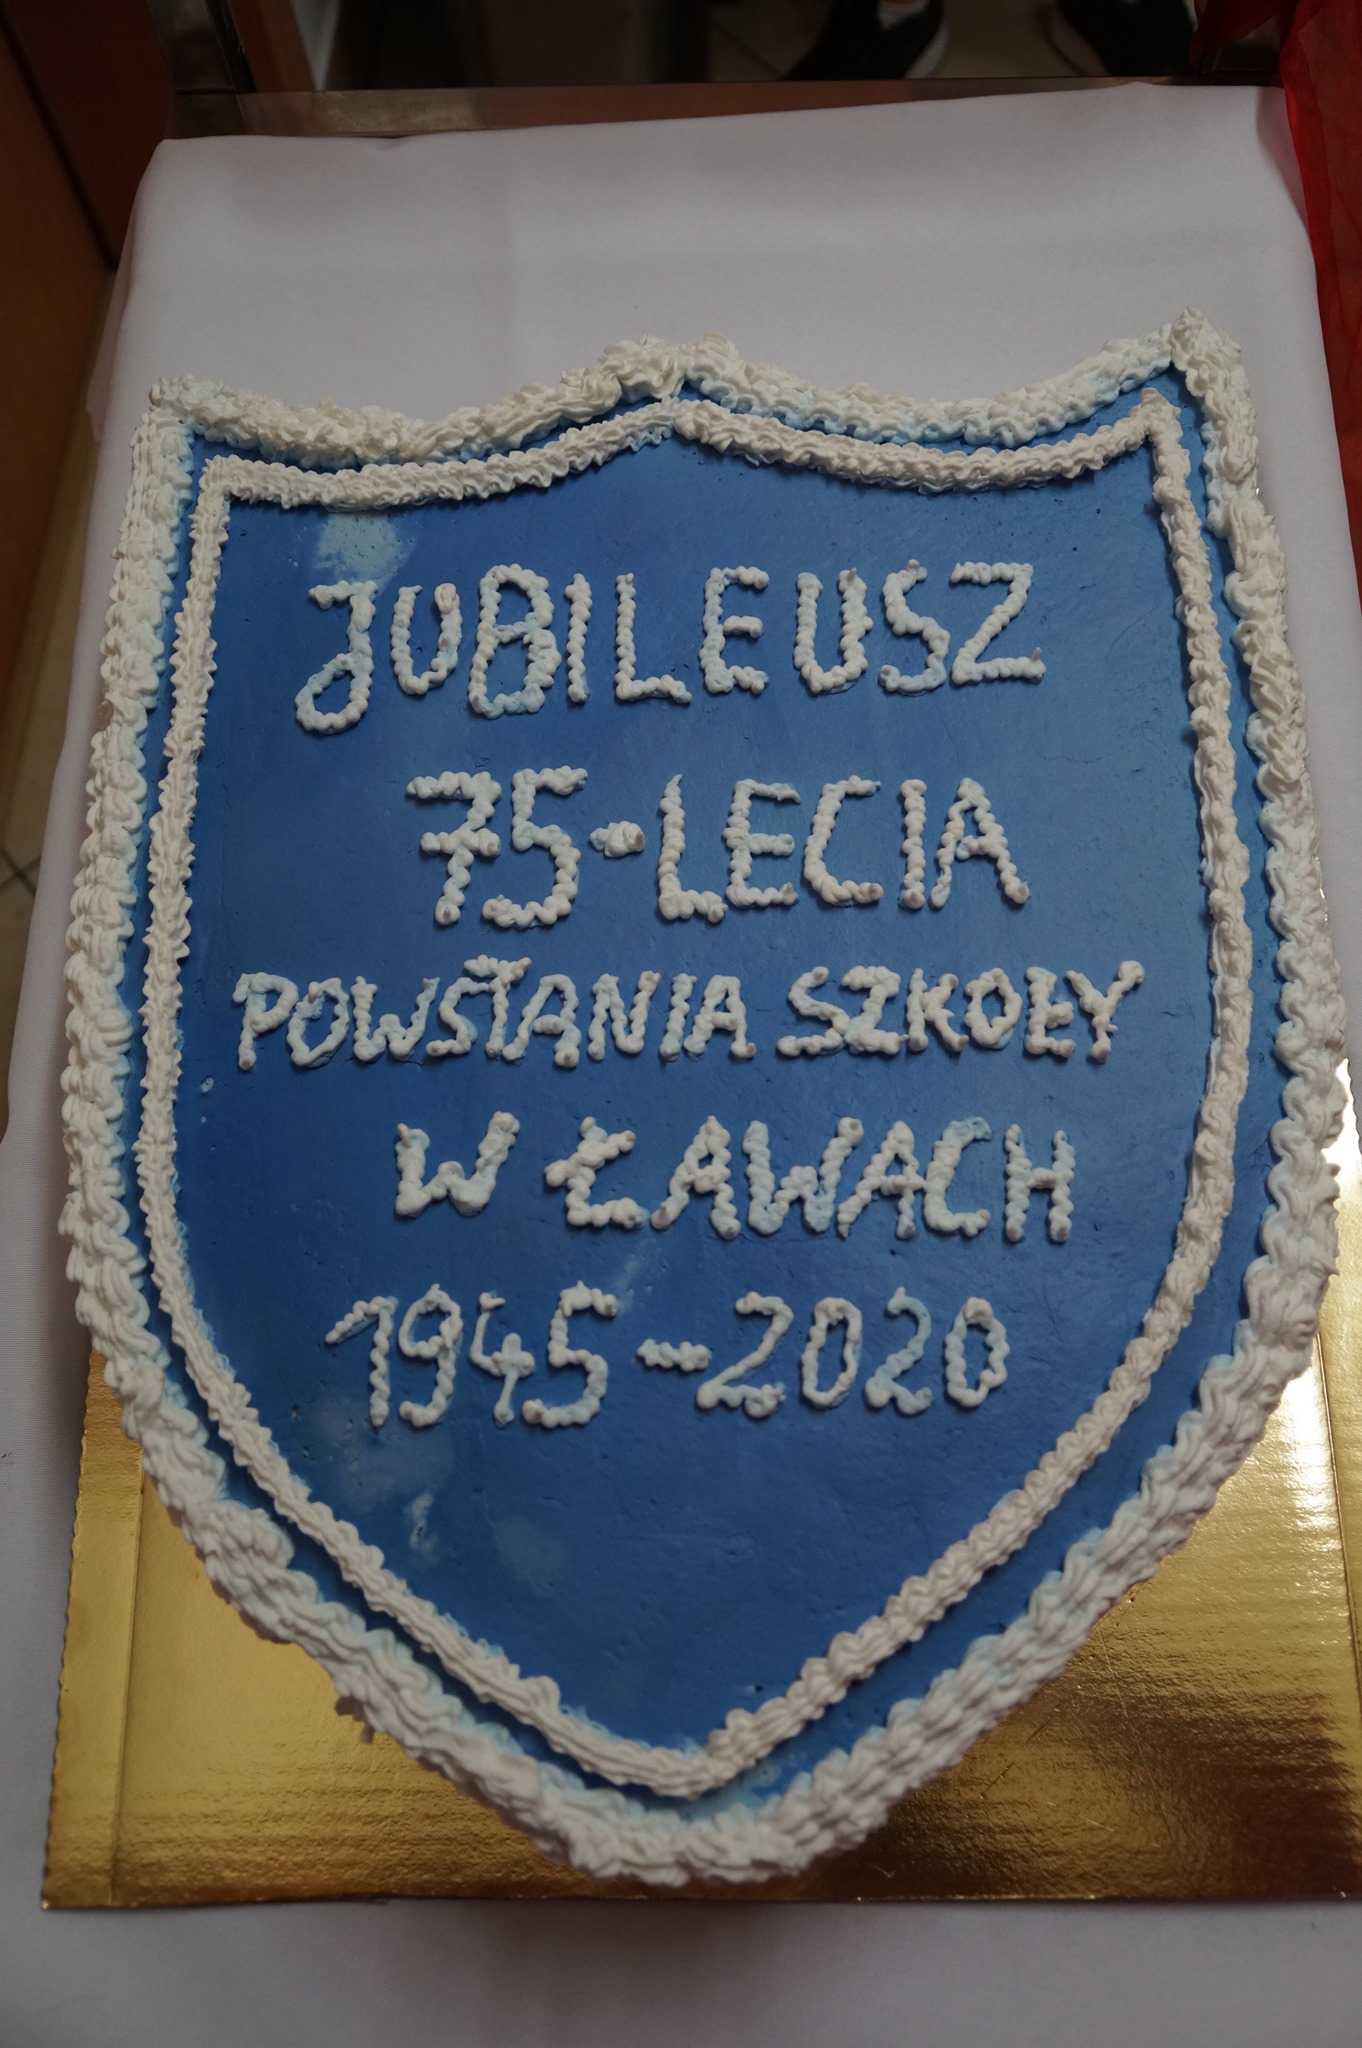 JUBILEUSZ
75-LECIA
POWSTANIA SZKOŁY
W ŁAWACH
1945-2020